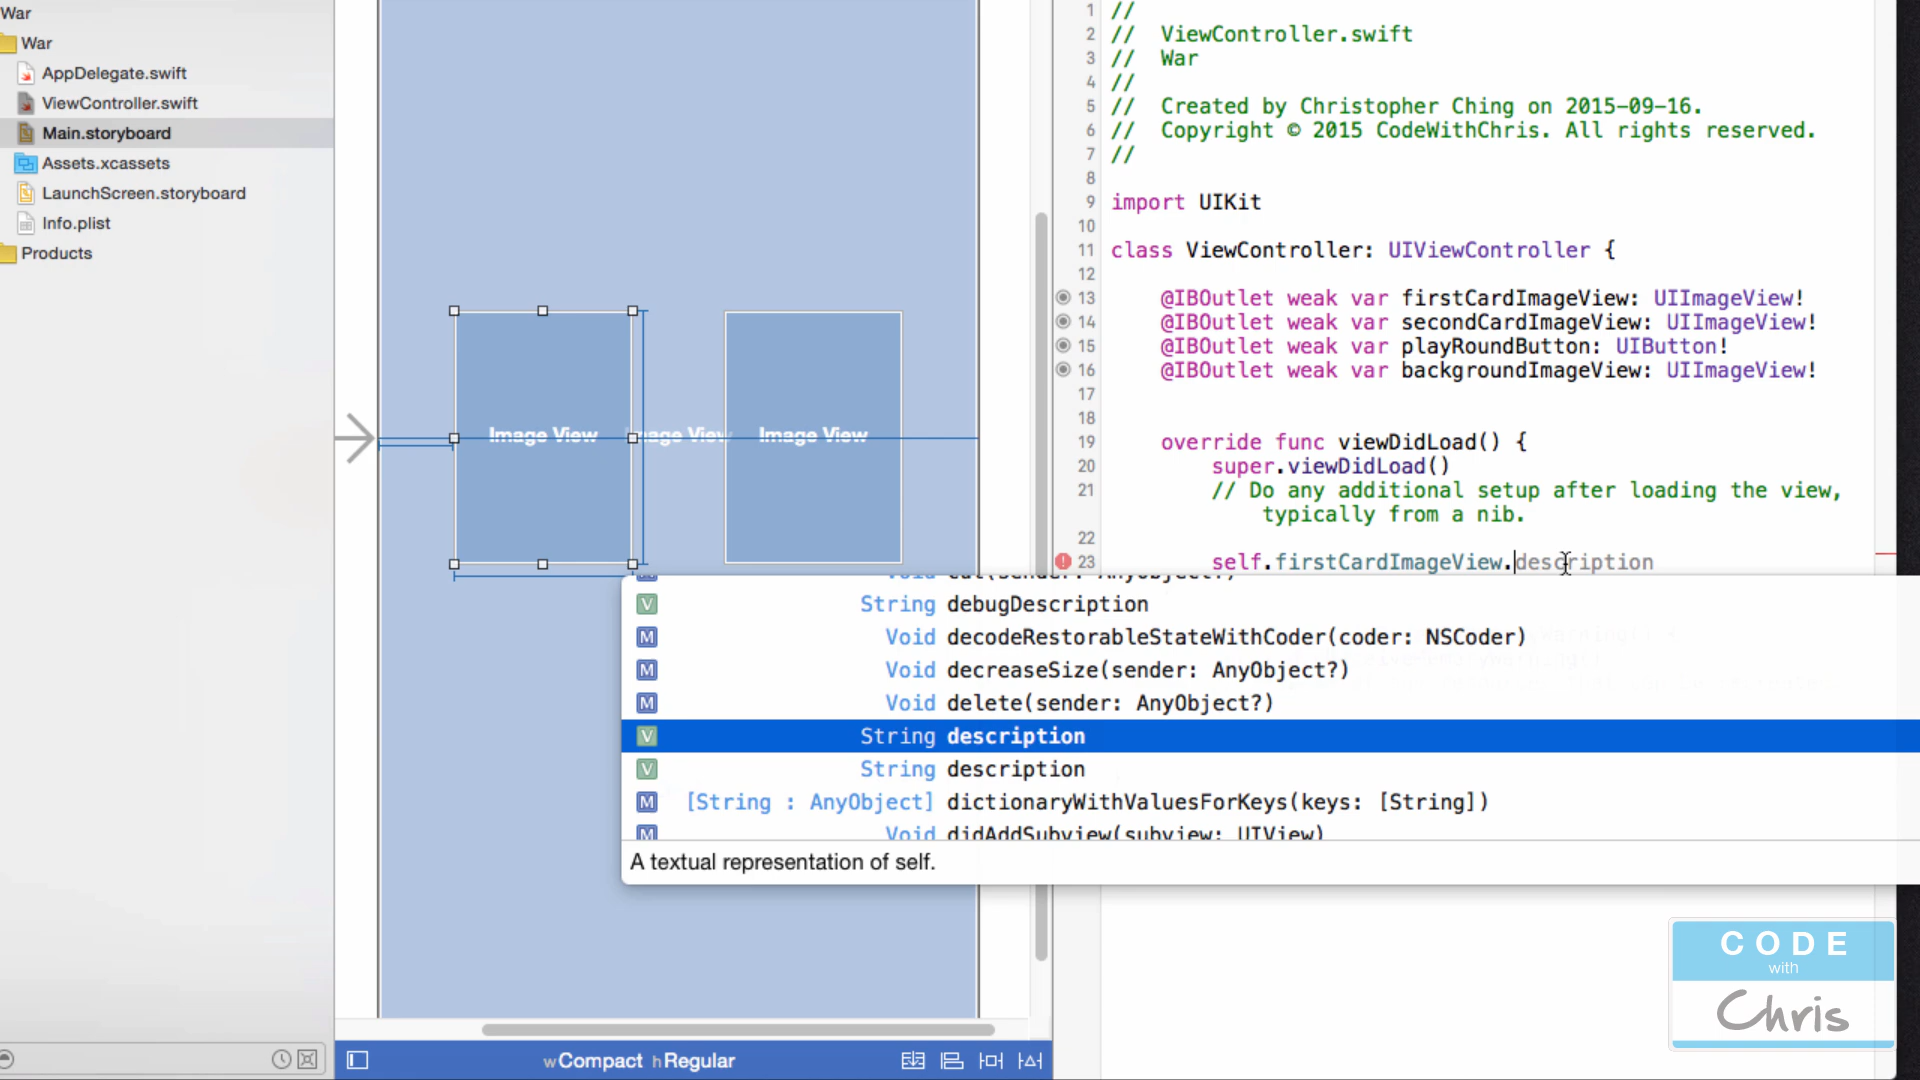 War
War
AppDelegate.swift
ViewController.swift
Main.storyboard
Assets.xcassets
LaunchScreen.storyboard
Info.plist
Products
Image View
Image View
Image View
wCompact hRegular
1 //
2 // ViewController.swift
3 // War
4 //
5 // Created by Christopher Ching on 2015-09-16.
6 // Copyright © 2015 CodeWithChris. All rights reserved.
7 //
8
9 import UIKit
10
11 class ViewController: UIViewController {
12
13 @IBOutlet weak var firstCardImageView: UIImageView!
14 @IBOutlet weak var secondCardImageView: UIImageView!
15 @IBOutlet weak var playRoundButton: UIButton!
16 @IBOutlet weak var backgroundImageView: UIImageView!
17
18
19 override func viewDidLoad() {
20 super.viewDidLoad()
21 // Do any additional setup after loading the view,
typically from a nib.
22
23 self.firstCardImageView.description
V String debugDescription
M Void decodeRestorableStateWithCoder(coder: NSCoder)
M Void decreaseSize(sender: AnyObject?)
M Void delete(sender: AnyObject?)
V String description
V String description
M [String : AnyObject] dictionaryWithValuesForKeys(keys: [String])
M Void didAddSubview(subview: UIView)
A textual representation of self.
CODE
with
Chris